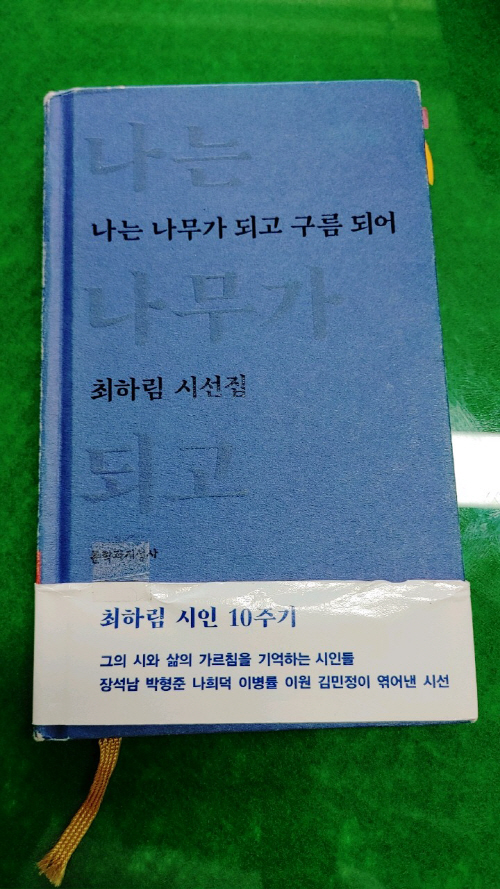 나는
나는 나무가 되고 구름 되어
나무가
최하림 시선집
되고
문학과지성사
최하림 시인 10주기
그의 시와 삶의 가르침을 기억하는 시인들
장석남 박형준 나희덕 이병률 이원 김민정이 엮어낸 시선